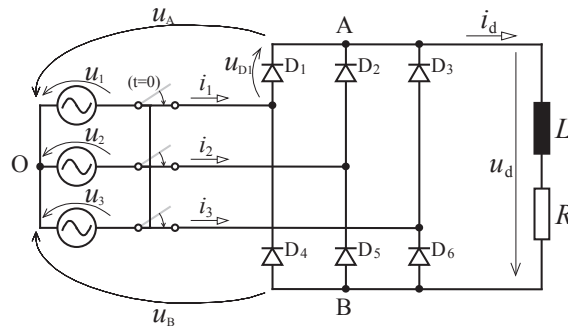 u_A
A
i_d
u_1
(t=0)
i_1
u_D1
D_1
D_2
D_3
O
u_2
i_2
u_d
L
u_3
i_3
R
D_4
D_5
D_6
u_B
B